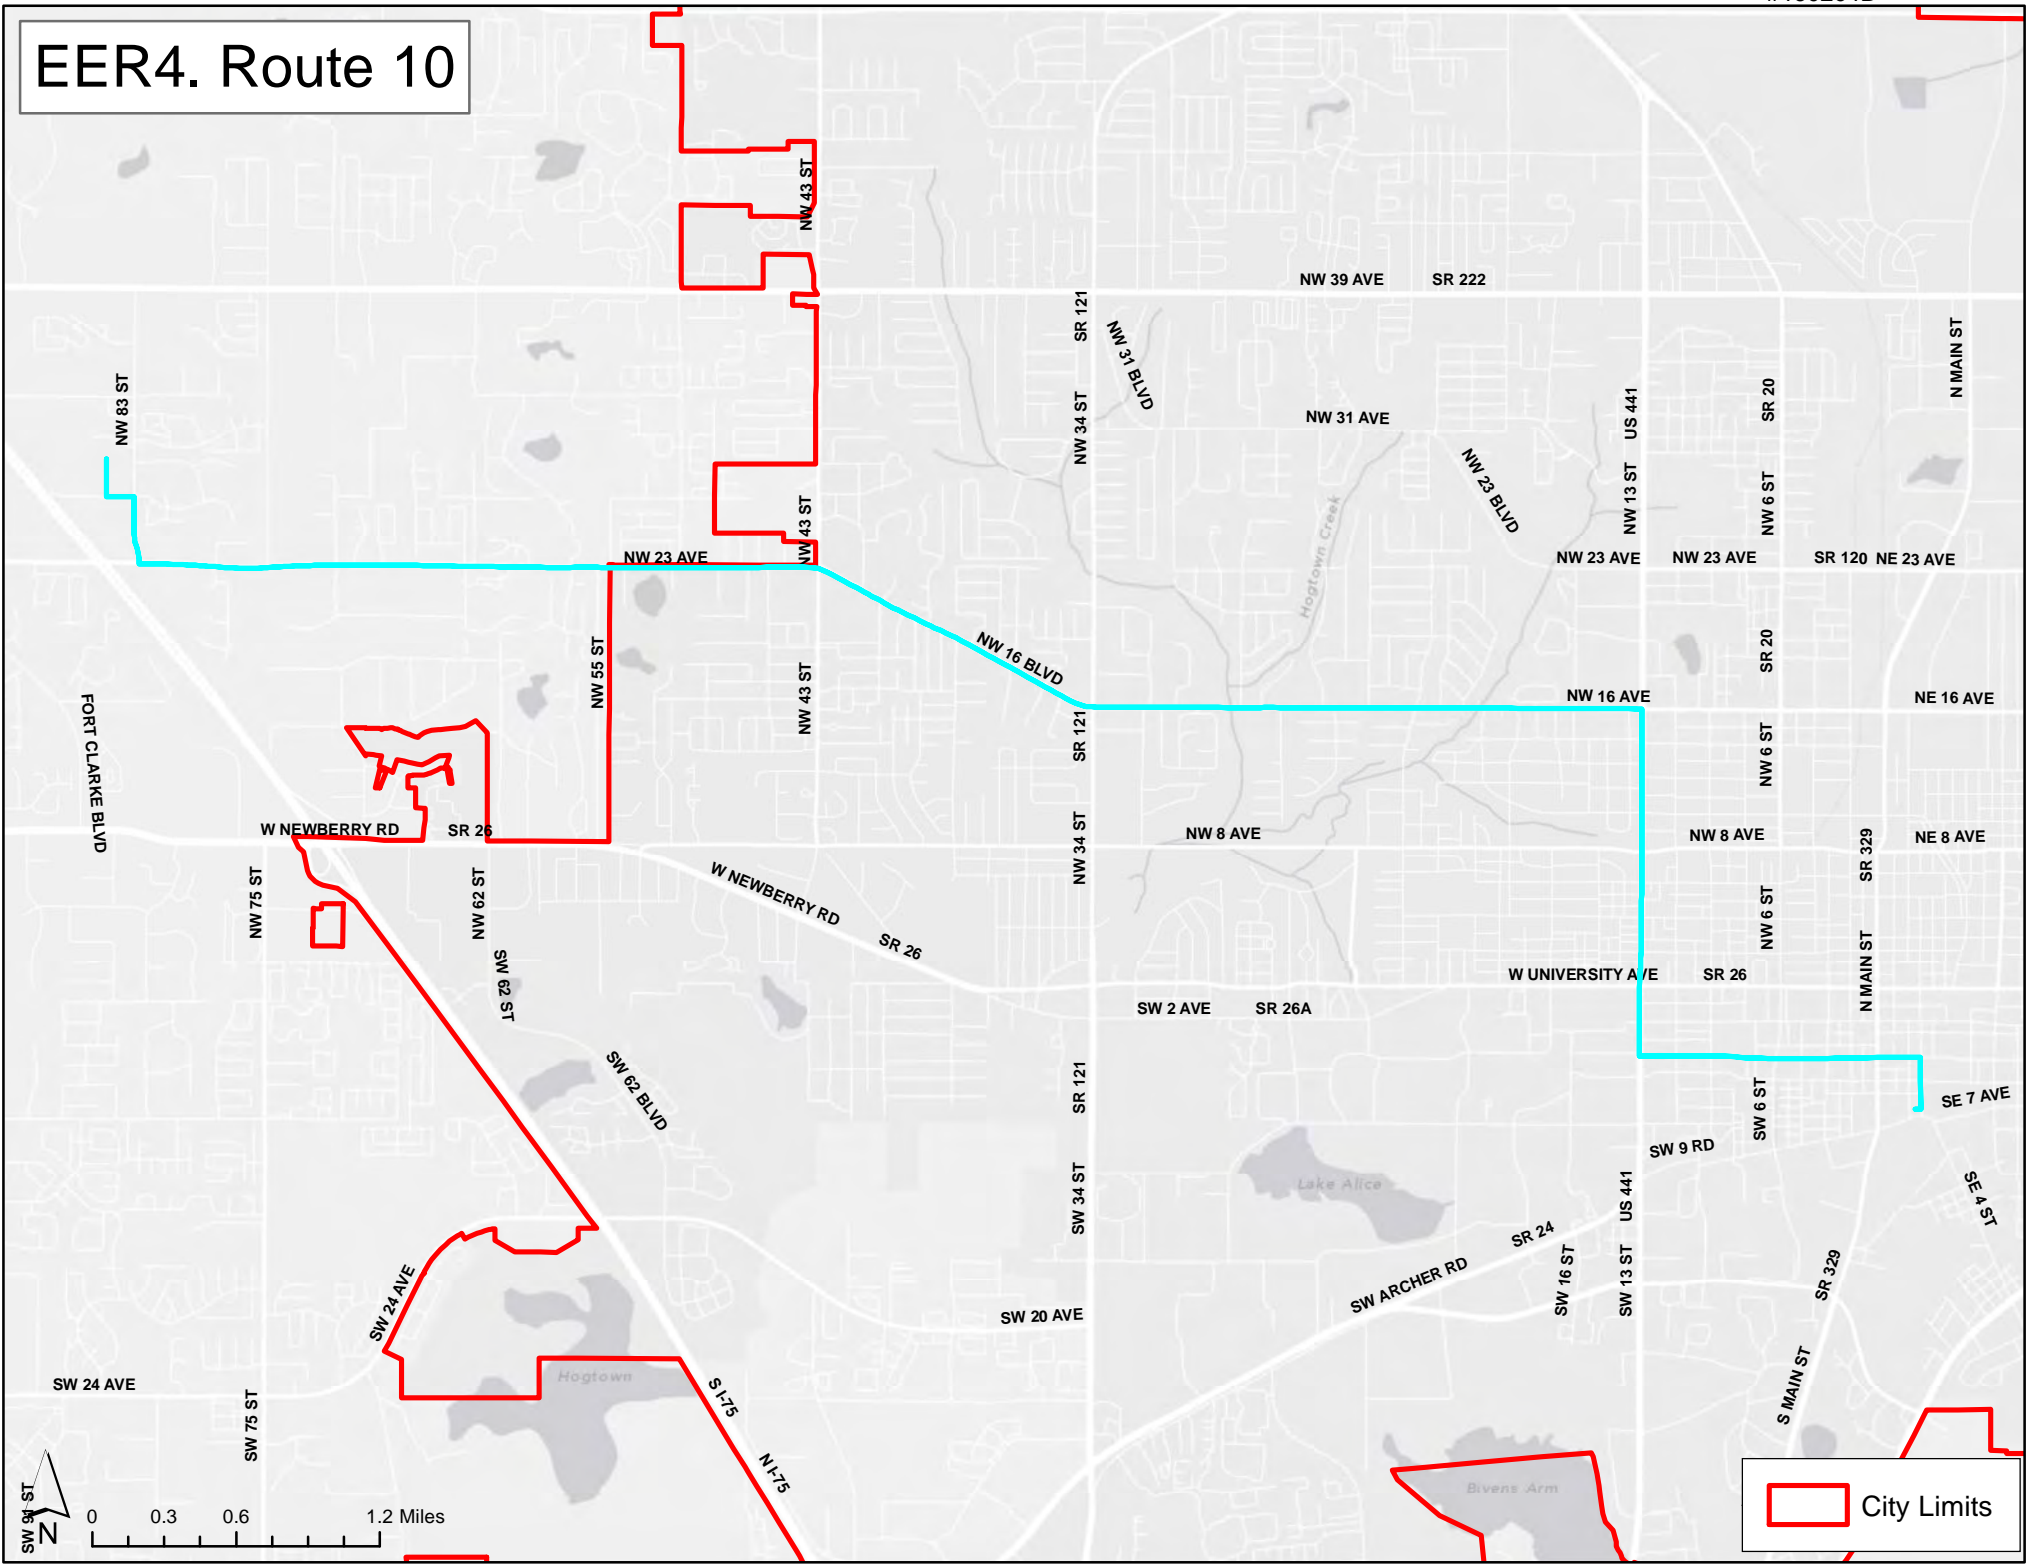 EER4. Route 10
NW 43 ST
NW 39 AVE
SR 222
SR 121
NW 31 BLVD
N MAIN ST
NW 83 ST
NW 34 ST
NW 31 AVE
US 441
SR 20
NW 23 BLVD
NW 13 ST
NW 6 ST
NW 43 ST
Hogtown Creek
NW 23 AVE
NW 23 AVE
NW 23 AVE
SR 120
NE 23 AVE
NW 55 ST
NW 43 ST
NW 16 BLVD
SR 20
NW 16 AVE
NE 16 AVE
FORT CLARKE BLVD
SR 121
NW 6 ST
W NEWBERRY RD
SR 26
NW 34 ST
NW 8 AVE
NW 8 AVE
SR 329
NE 8 AVE
NW 75 ST
NW 62 ST
W NEWBERRY RD
SR 26
NW 6 ST
SW 62 ST
W UNIVERSITY AVE
SR 26
N MAIN ST
SW 2 AVE
SR 26A
SW 62 BLVD
SR 121
SW 6 ST
SE 7 AVE
SW 9 RD
SW 34 ST
Lake Alice
US 441
SE 4 ST
SR 24
SW 24 AVE
SW ARCHER RD
SW 16 ST
SW 13 ST
SR 329
SW 20 AVE
Hogtown
SW 24 AVE
SW 75 ST
S I-75
S MAIN ST
N I-75
Bivens Arm
SW 91 ST
N
0 0.3 0.6 1.2 Miles
City Limits